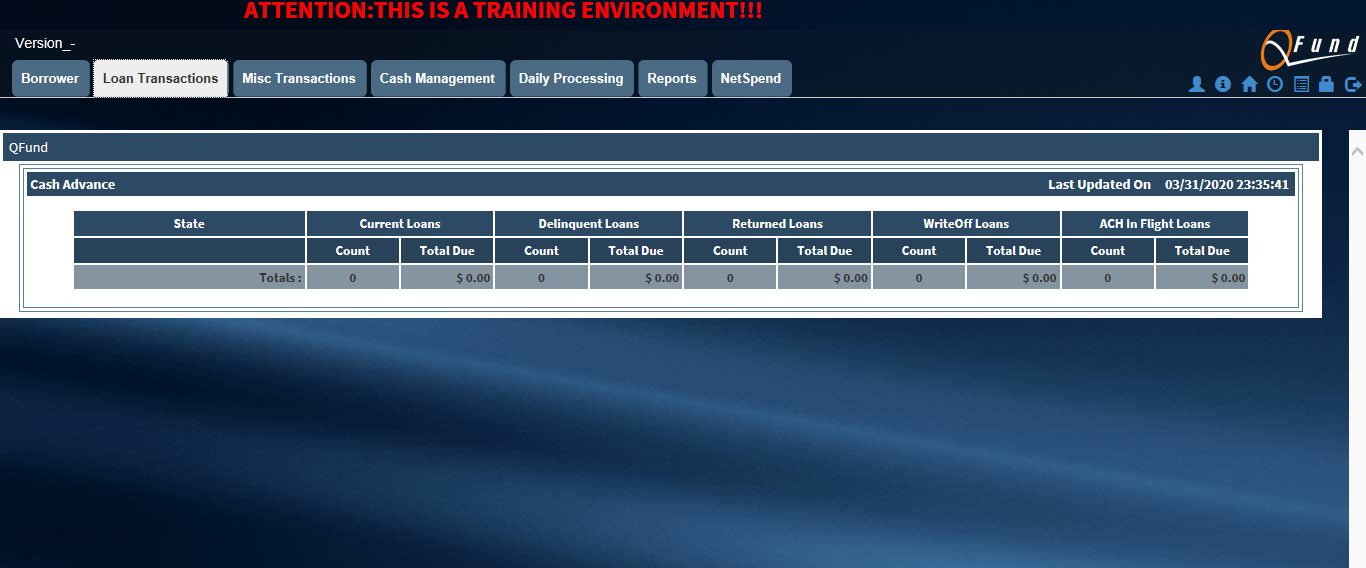 ATTENTION:THIS IS A TRAINING ENVIRONMENT!!!
Version_-
QFund
Borrower Loan Transactions Misc Transactions Cash Management Daily Processing Reports NetSpend
QFund
Cash Advance Last Updated On 03/31/2020 23:35:41
State Current Loans Delinquent Loans Returned Loans WriteOff Loans ACH In Flight Loans
Count Total Due Count Total Due Count Total Due Count Total Due Count Total Due
Totals : 0 $ 0.00 0 $ 0.00 0 $ 0.00 0 $ 0.00 0 $ 0.00